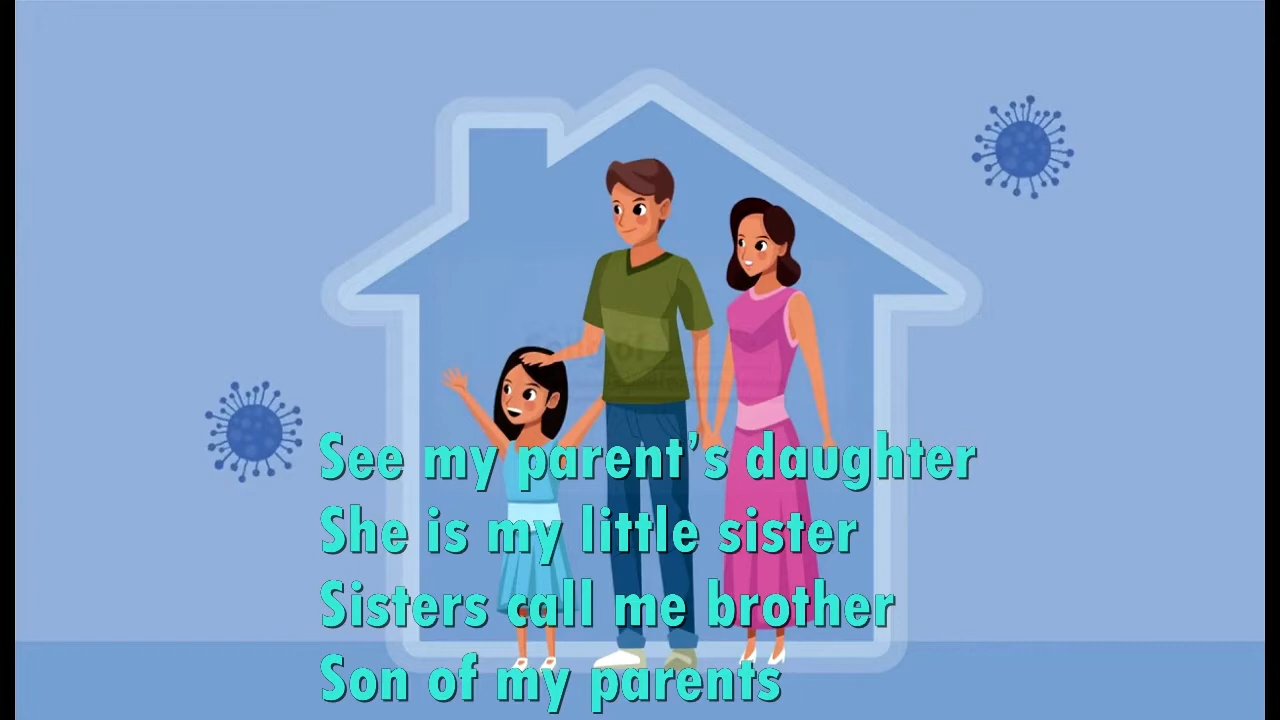 See my parent's daughter
She is my little sister
Sisters call me brother
Son of my parents